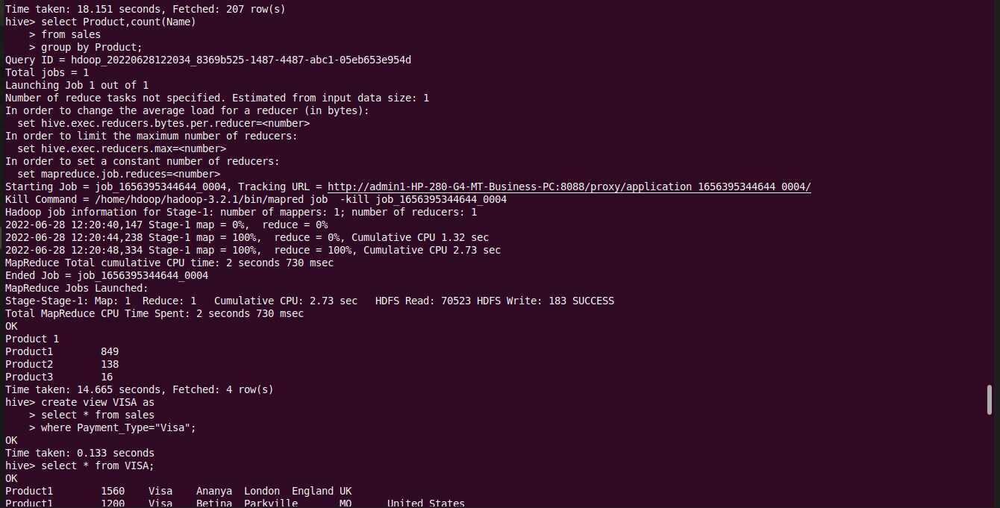 Time taken: 18.151 seconds, Fetched: 207 row(s)
hive> select Product,count(Name)
    > from sales
    > group by Product;
Query ID = hdoop_20220628122034_8369b525-1487-4487-abc1-05eb653e954d
Total jobs = 1
Launching Job 1 out of 1
Number of reduce tasks not specified. Estimated from input data size: 1
In order to change the average load for a reducer (in bytes):
  set hive.exec.reducers.bytes.per.reducer=<number>
In order to limit the maximum number of reducers:
  set hive.exec.reducers.max=<number>
In order to set a constant number of reducers:
  set mapreduce.job.reduces=<number>
Starting Job = job_1656395344644_0004, Tracking URL = http://admin1-HP-280-G4-MT-Business-PC:8088/proxy/application_1656395344644_0004/
Kill Command = /home/hdoop/hadoop-3.2.1/bin/mapred job  -kill job_1656395344644_0004
Hadoop job information for Stage-1: number of mappers: 1; number of reducers: 1
2022-06-28 12:20:40,147 Stage-1 map = 0%,  reduce = 0%
2022-06-28 12:20:44,238 Stage-1 map = 100%,  reduce = 0%, Cumulative CPU 1.32 sec
2022-06-28 12:20:48,334 Stage-1 map = 100%,  reduce = 100%, Cumulative CPU 2.73 sec
MapReduce Total cumulative CPU time: 2 seconds 730 msec
Ended Job = job_1656395344644_0004
MapReduce Jobs Launched:
Stage-Stage-1: Map: 1  Reduce: 1   Cumulative CPU: 2.73 sec   HDFS Read: 70523 HDFS Write: 183 SUCCESS
Total MapReduce CPU Time Spent: 2 seconds 730 msec
OK
Product 1
Product1        849
Product2        138
Product3        16
Time taken: 14.665 seconds, Fetched: 4 row(s)
hive> create view VISA as
    > select * from sales
    > where Payment_Type="Visa";
OK
Time taken: 0.133 seconds
hive> select * from VISA;
OK
Product1        1560    Visa    Ananya  London  England UK
Product1        1200    Visa    Betina  Parkville       MO      United States